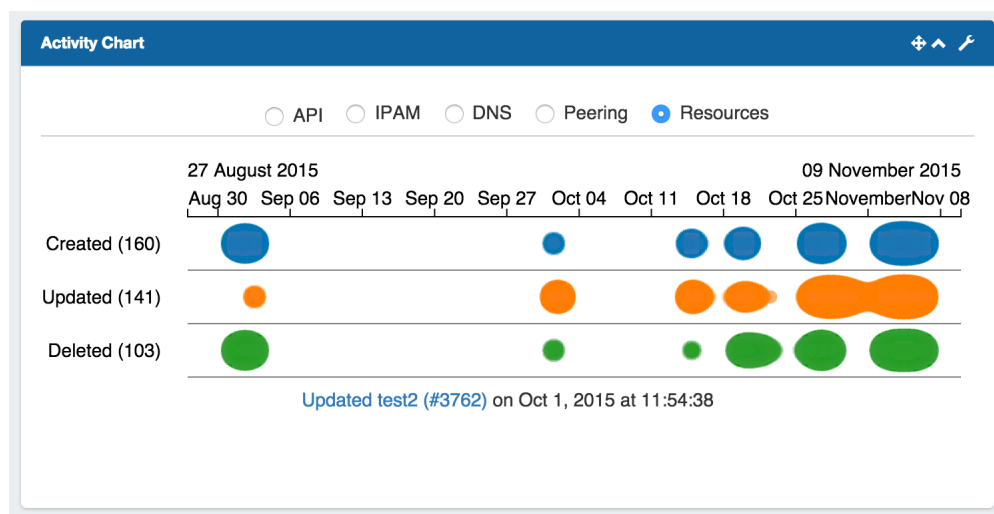 Activity Chart
API IPAM DNS Peering Resources
27 August 2015 09 November 2015
Aug 30 Sep 06 Sep 13 Sep 20 Sep 27 Oct 04 Oct 11 Oct 18 Oct 25 November Nov 08
Created (160)
Updated (141)
Deleted (103)
Updated test2 (#3762) on Oct 1, 2015 at 11:54:38